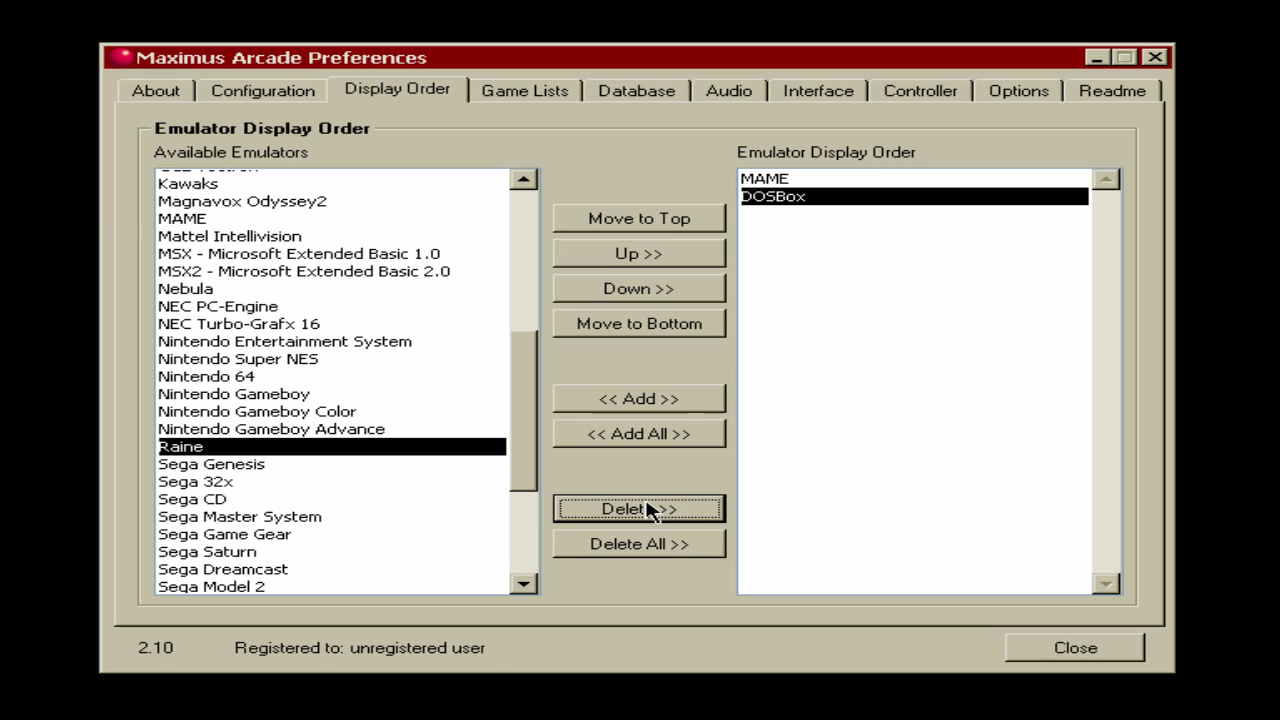 Maximus Arcade Preferences
About Configuration Display Order Game Lists Database Audio Interface Controller Options Readme
Emulator Display Order
Available Emulators
Kawaks
Magnavox Odyssey2
MAME
Mattel Intellivision
MSX - Microsoft Extended Basic 1.0
MSX2 - Microsoft Extended Basic 2.0
Nebula
NEC PC-Engine
NEC Turbo-Grafx 16
Nintendo Entertainment System
Nintendo Super NES
Nintendo 64
Nintendo Gameboy
Nintendo Gameboy Color
Nintendo Gameboy Advance
Raine
Sega Genesis
Sega 32x
Sega CD
Sega Master System
Sega Game Gear
Sega Saturn
Sega Dreamcast
Sega Model 2
Move to Top
Up >>
Down >>
Move to Bottom
<< Add >>
<< Add All >>
Delete >>
Delete All >>
Emulator Display Order
MAME
DOSBox
2.10 Registered to: unregistered user Close